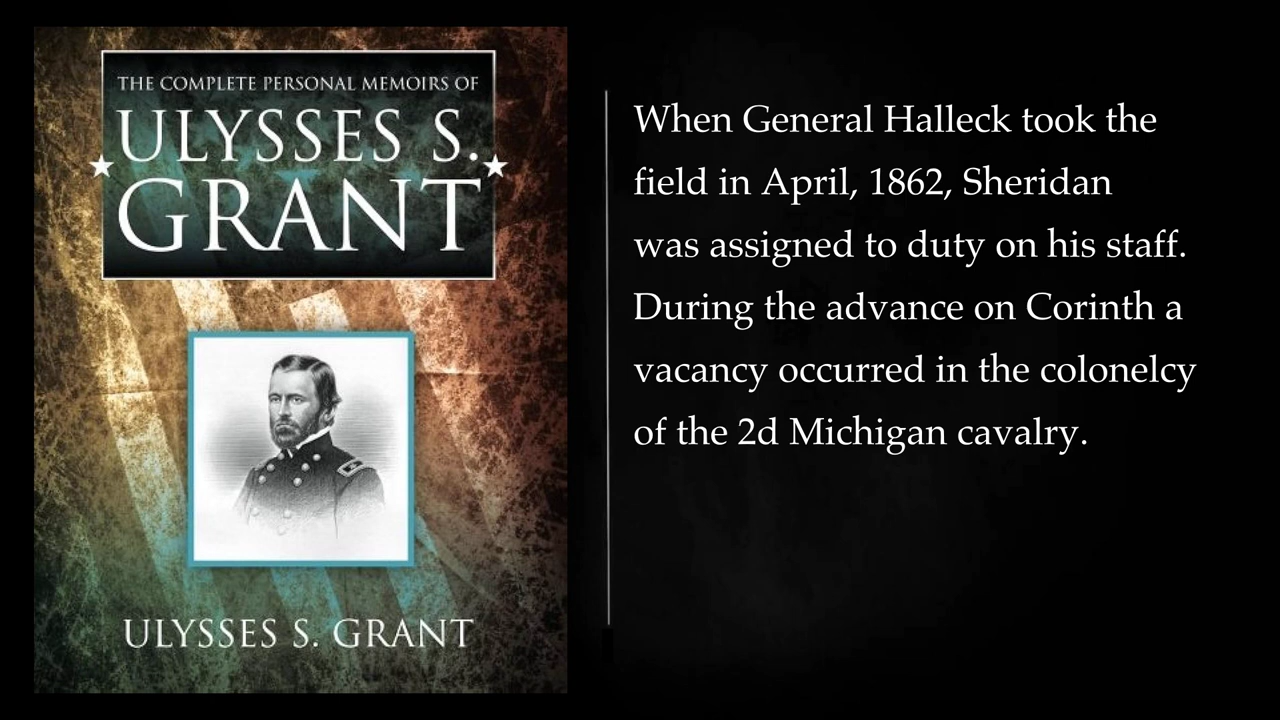 THE COMPLETE PERSONAL MEMOIRS OF
ULYSSES S.
GRANT
ULYSSES S. GRANT
When General Halleck took the
field in April, 1862, Sheridan
was assigned to duty on his staff.
During the advance on Corinth a
vacancy occurred in the colonelcy
of the 2d Michigan cavalry.